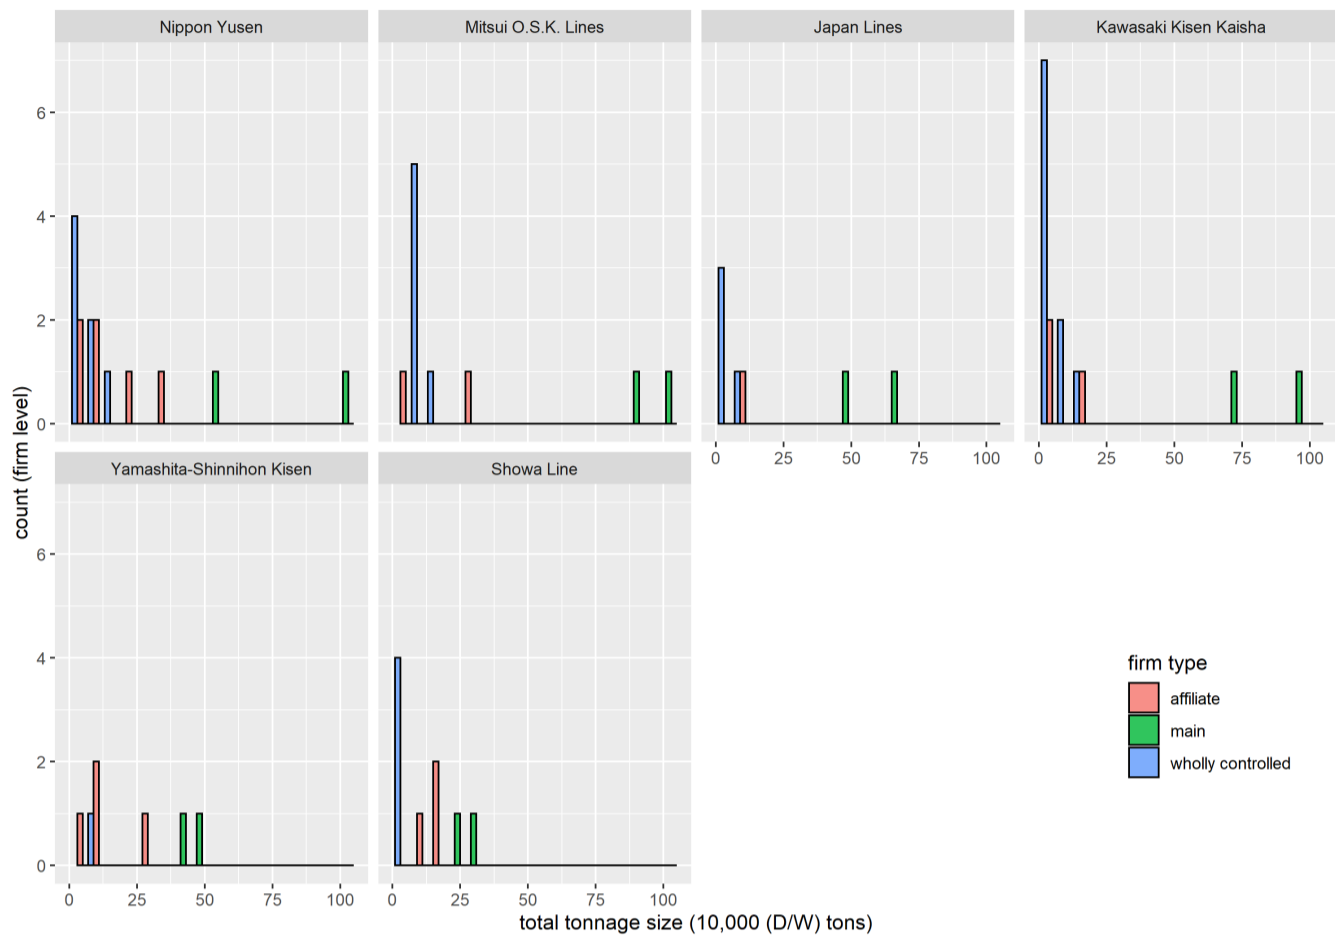 Nippon Yusen
Mitsui O.S.K. Lines
Japan Lines
Kawasaki Kisen Kaisha
6
4
2
0
0 25 50 75 100
0 25 50 75 100
Yamashita-Shinnihon Kisen
Showa Line
6
4
2
0
0 25 50 75 100
0 25 50 75 100
count (firm level)
total tonnage size (10,000 (D/W) tons)
firm type
affiliate
main
wholly controlled